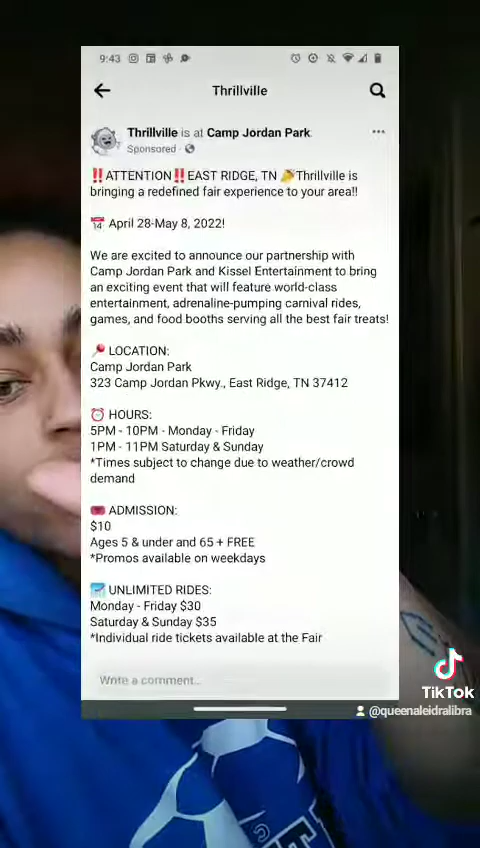 9:43
Thrillville
Thrillville is at Camp Jordan Park.
Sponsored ·
‼️ATTENTION‼️EAST RIDGE, TN 🎉Thrillville is
bringing a redefined fair experience to your area!!
📅 April 28-May 8, 2022!
We are excited to announce our partnership with
Camp Jordan Park and Kissel Entertainment to bring
an exciting event that will feature world-class
entertainment, adrenaline-pumping carnival rides,
games, and food booths serving all the best fair treats!
📍 LOCATION:
Camp Jordan Park
323 Camp Jordan Pkwy., East Ridge, TN 37412
⏰ HOURS:
5PM - 10PM - Monday - Friday
1PM - 11PM Saturday & Sunday
*Times subject to change due to weather/crowd
demand
🎟️ ADMISSION:
$10
Ages 5 & under and 65 + FREE
*Promos available on weekdays
🎢 UNLIMITED RIDES:
Monday - Friday $30
Saturday & Sunday $35
*Individual ride tickets available at the Fair
Write a comment...
TikTok
@queenaleidralibra